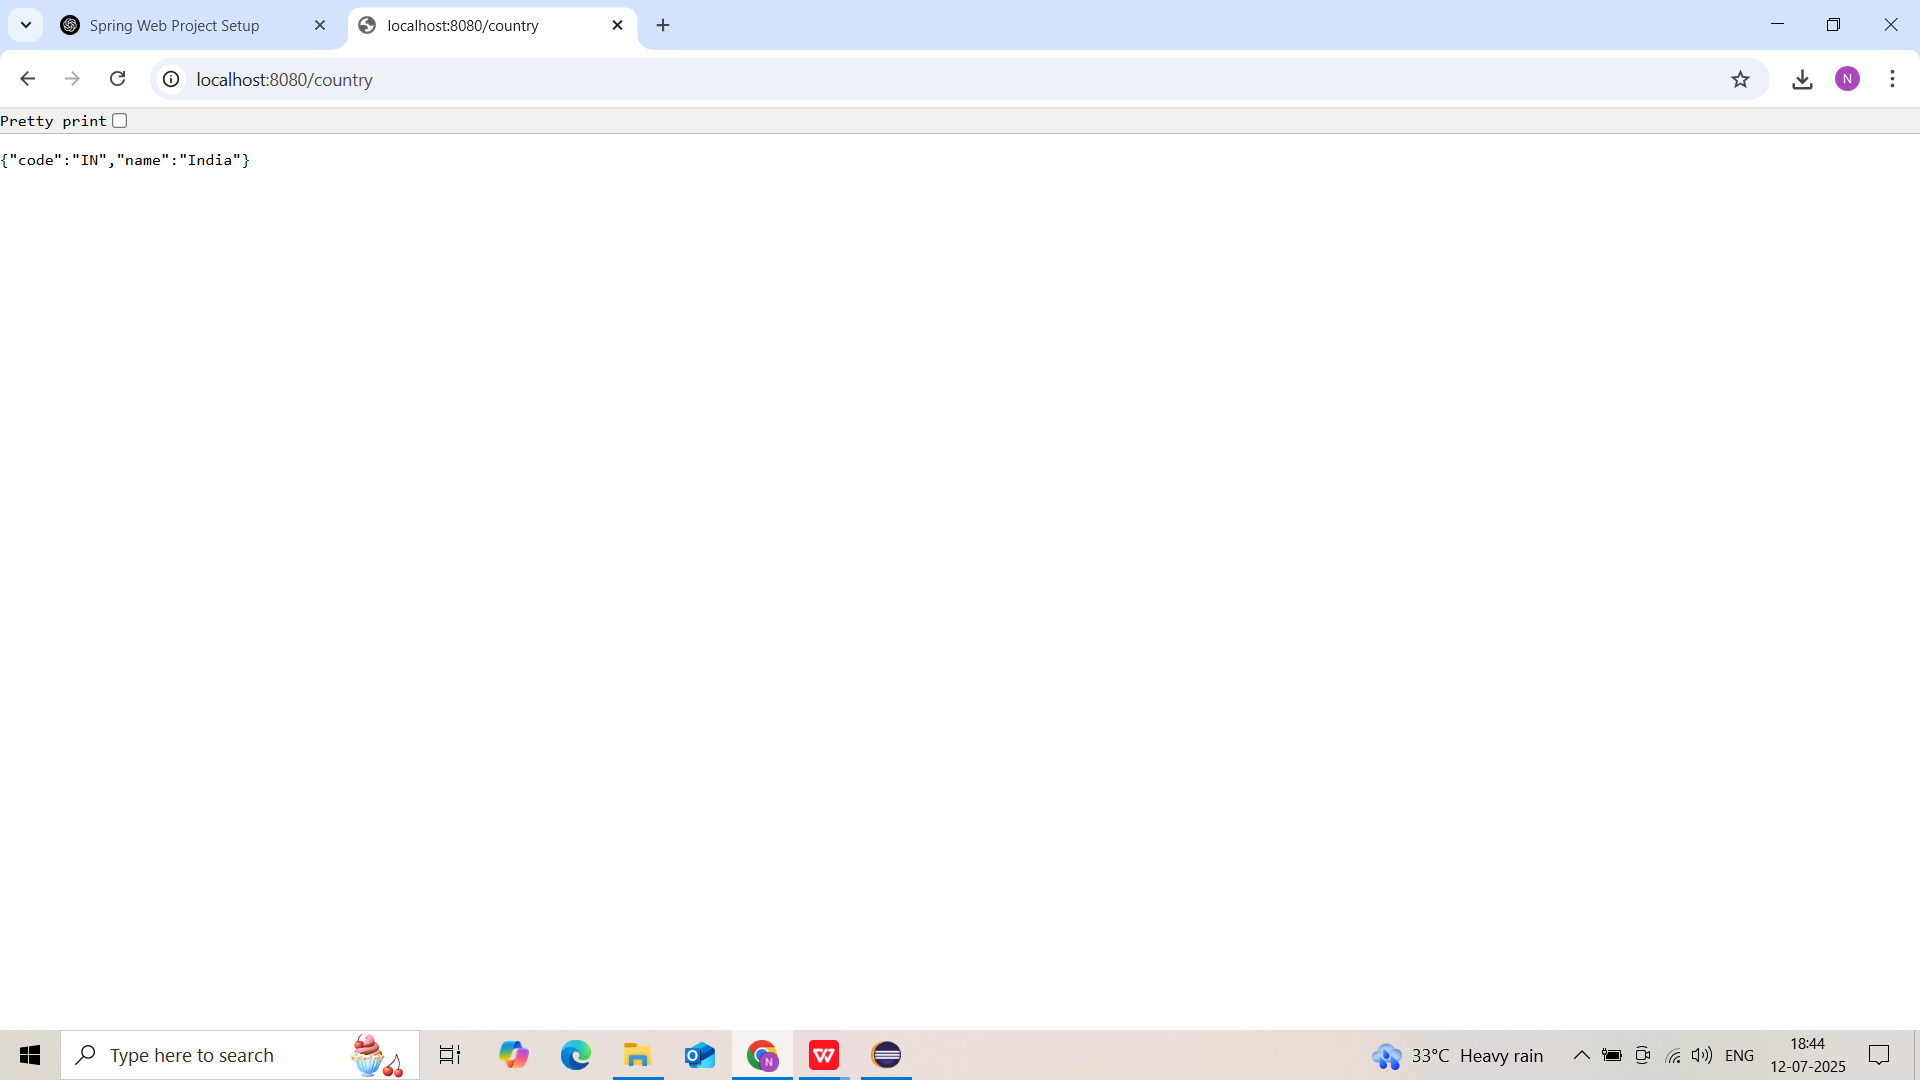 Spring Web Project Setup
localhost:8080/country
localhost:8080/country
N
Pretty print
{"code":"IN","name":"India"}
Type here to search
N
W
33°C Heavy rain
ENG
18:44
12-07-2025